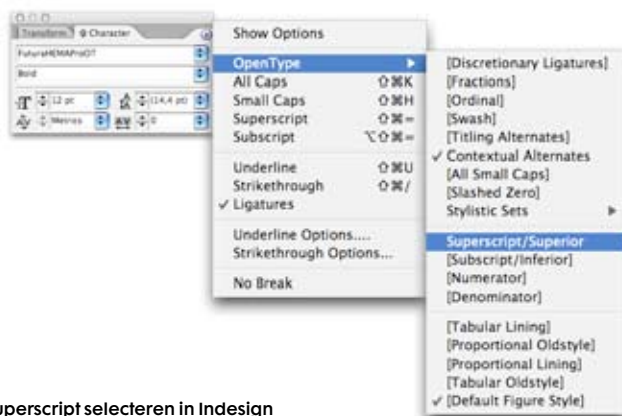 Transform
Character
FuturaHEMAProOT
Bold
12 pt
(14,4 pt)
Metrics
0
Show Options
OpenType
All Caps ⇧⌘K
Small Caps ⇧⌘H
Superscript ⇧⌘=
Subscript ⌥⇧⌘=
Underline ⇧⌘U
Strikethrough ⇧⌘/
✓ Ligatures
Underline Options....
Strikethrough Options...
No Break
[Discretionary Ligatures]
[Fractions]
[Ordinal]
[Swash]
[Titling Alternates]
✓ Contextual Alternates
[All Small Caps]
[Slashed Zero]
Stylistic Sets
Superscript/Superior
[Subscript/Inferior]
[Numerator]
[Denominator]
[Tabular Lining]
[Proportional Oldstyle]
[Proportional Lining]
[Tabular Oldstyle]
✓ [Default Figure Style]
uperscript selecteren in Indesign